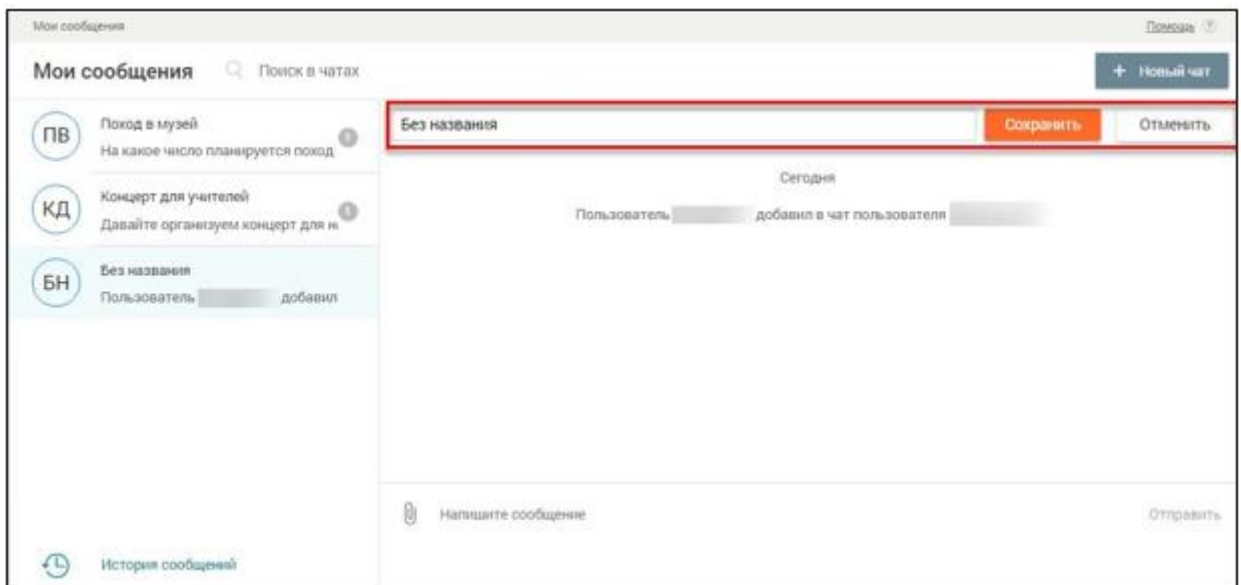 Мои сообщения
Помощь ?
Мои сообщения
Поиск в чатах
+ Новый чат
ПВ
Поход в музей
На какое число планируется поход
КД
Концерт для учителей
Давайте организуем концерт для н
БН
Без названия
Пользователь добавил
Без названия
Сохранить
Отменить
Сегодня
Пользователь добавил в чат пользователя
Напишите сообщение
Отправить
История сообщений